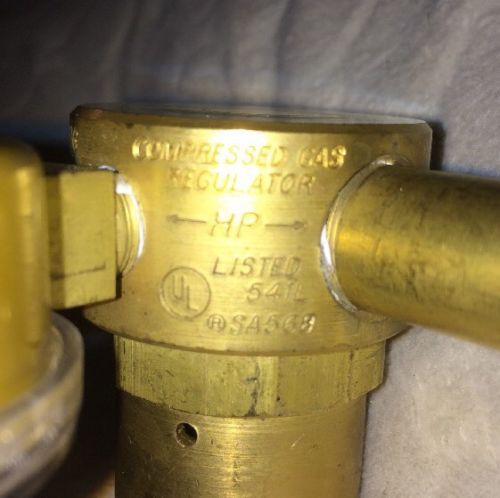 COMPRESSED GAS
REGULATOR
HP
LISTED
541L
UL
®SA568